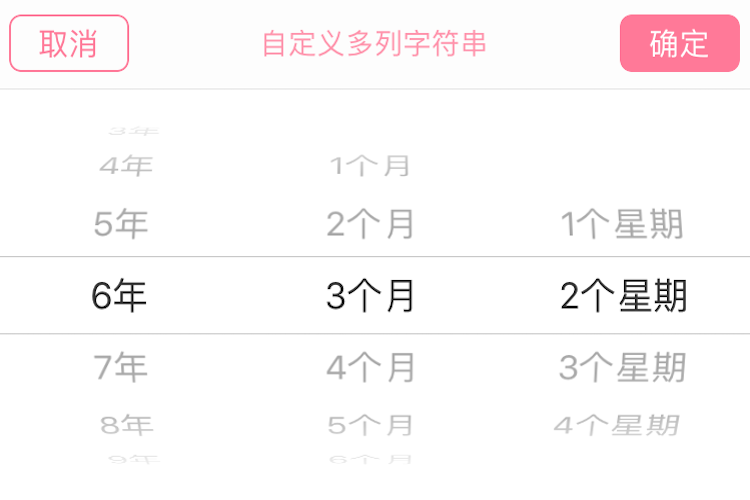 取消 自定义多列字符串 确定
3年
4年 1个月
5年 2个月 1个星期
6年 3个月 2个星期
7年 4个月 3个星期
8年 5个月 4个星期
9年 6个月